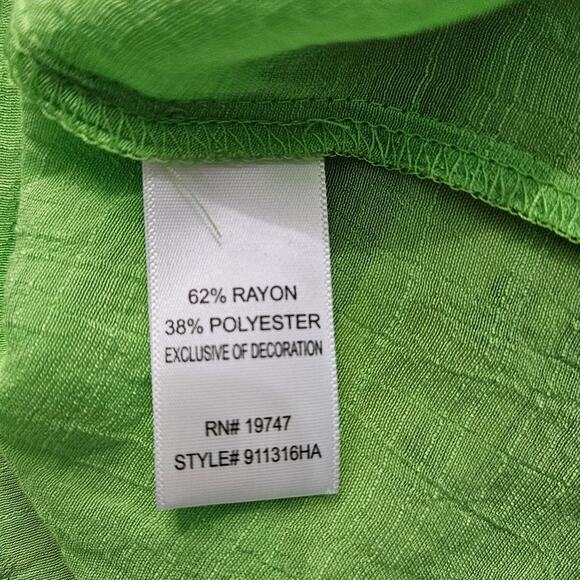 62% RAYON
38% POLYESTER
EXCLUSIVE OF DECORATION
RN# 19747
STYLE# 911316HA